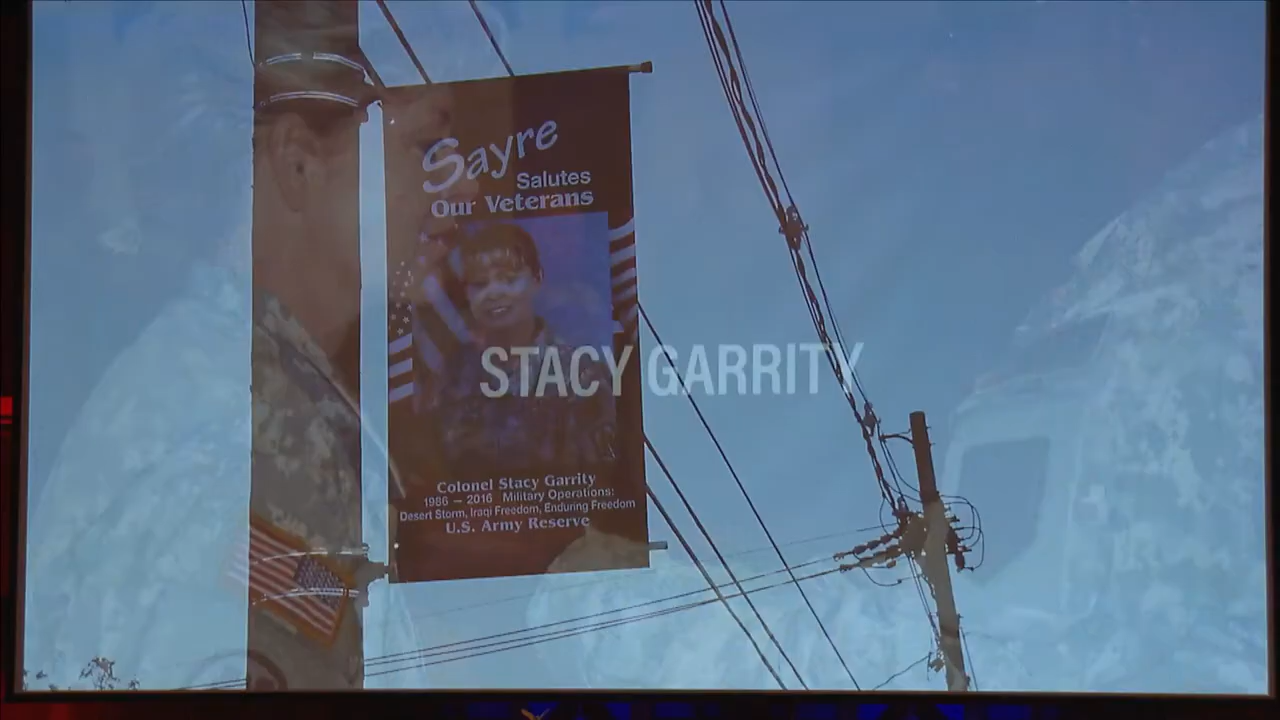 Sayre
Salutes
Our Veterans
STACY GARRITY
Colonel Stacy Garrity
1986 — 2016 Military Operations:
Desert Storm, Iraqi Freedom, Enduring Freedom
U.S. Army Reserve